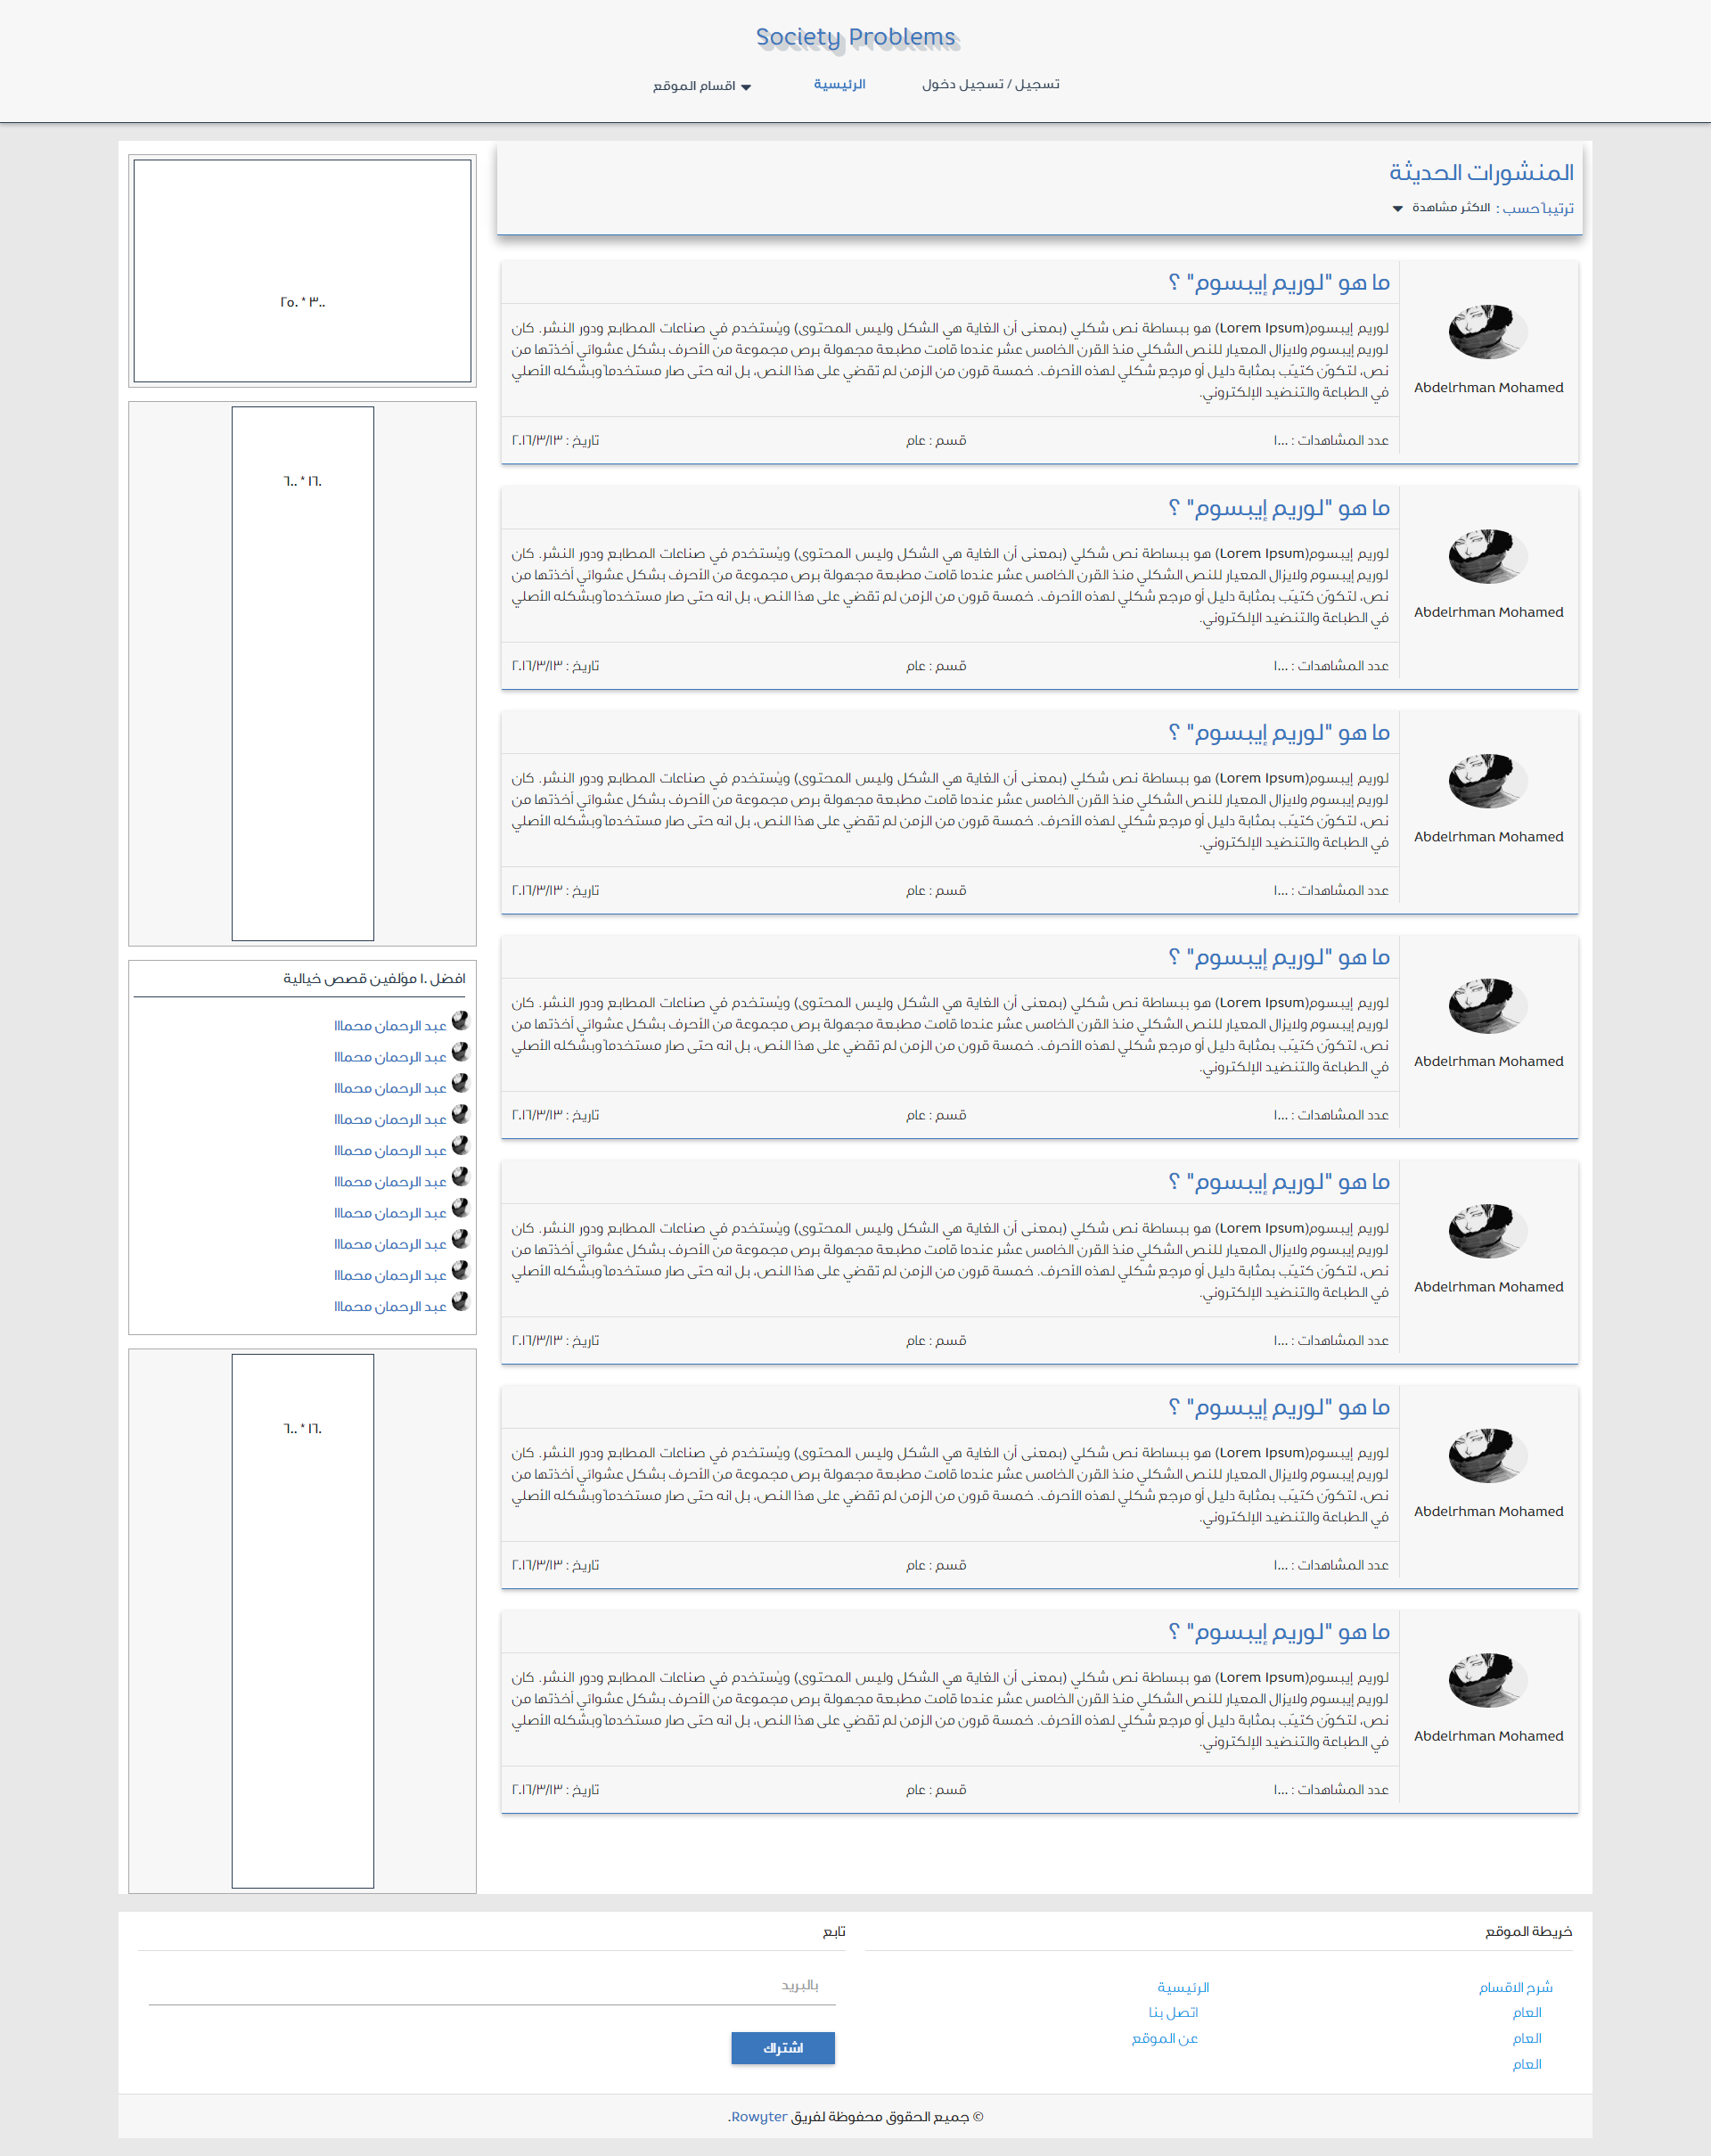 Society Problems
تسجيل / تسجيل دخول
الرئيسية
اقسام الموقع
المنشورات الحديثة
ترتيباً حسب : الاكثر مشاهدة
ما هو "لوريم إيبسوم" ؟
لوريم إيبسوم(Lorem Ipsum) هو ببساطة نص شكلي (بمعنى أن الغاية هي الشكل وليس المحتوى) ويُستخدم في صناعات المطابع ودور النشر. كان
لوريم إيبسوم ولايزال المعيار للنص الشكلي منذ القرن الخامس عشر عندما قامت مطبعة مجهولة برص مجموعة من الأحرف بشكل عشوائي أخذتها من
نص، لتكوّن كتيّب بمثابة دليل أو مرجع شكلي لهذه الأحرف. خمسة قرون من الزمن لم تقضي على هذا النص، بل انه حتى صار مستخدماً وبشكله الأصلي
في الطباعة والتنضيد الإلكتروني.
Abdelrhman Mohamed
عدد المشاهدات : ١٠٠٠
قسم : عام
تاريخ : ٢٠١٦/٣/١٣
ما هو "لوريم إيبسوم" ؟
لوريم إيبسوم(Lorem Ipsum) هو ببساطة نص شكلي (بمعنى أن الغاية هي الشكل وليس المحتوى) ويُستخدم في صناعات المطابع ودور النشر. كان
لوريم إيبسوم ولايزال المعيار للنص الشكلي منذ القرن الخامس عشر عندما قامت مطبعة مجهولة برص مجموعة من الأحرف بشكل عشوائي أخذتها من
نص، لتكوّن كتيّب بمثابة دليل أو مرجع شكلي لهذه الأحرف. خمسة قرون من الزمن لم تقضي على هذا النص، بل انه حتى صار مستخدماً وبشكله الأصلي
في الطباعة والتنضيد الإلكتروني.
Abdelrhman Mohamed
عدد المشاهدات : ١٠٠٠
قسم : عام
تاريخ : ٢٠١٦/٣/١٣
ما هو "لوريم إيبسوم" ؟
لوريم إيبسوم(Lorem Ipsum) هو ببساطة نص شكلي (بمعنى أن الغاية هي الشكل وليس المحتوى) ويُستخدم في صناعات المطابع ودور النشر. كان
لوريم إيبسوم ولايزال المعيار للنص الشكلي منذ القرن الخامس عشر عندما قامت مطبعة مجهولة برص مجموعة من الأحرف بشكل عشوائي أخذتها من
نص، لتكوّن كتيّب بمثابة دليل أو مرجع شكلي لهذه الأحرف. خمسة قرون من الزمن لم تقضي على هذا النص، بل انه حتى صار مستخدماً وبشكله الأصلي
في الطباعة والتنضيد الإلكتروني.
Abdelrhman Mohamed
عدد المشاهدات : ١٠٠٠
قسم : عام
تاريخ : ٢٠١٦/٣/١٣
ما هو "لوريم إيبسوم" ؟
لوريم إيبسوم(Lorem Ipsum) هو ببساطة نص شكلي (بمعنى أن الغاية هي الشكل وليس المحتوى) ويُستخدم في صناعات المطابع ودور النشر. كان
لوريم إيبسوم ولايزال المعيار للنص الشكلي منذ القرن الخامس عشر عندما قامت مطبعة مجهولة برص مجموعة من الأحرف بشكل عشوائي أخذتها من
نص، لتكوّن كتيّب بمثابة دليل أو مرجع شكلي لهذه الأحرف. خمسة قرون من الزمن لم تقضي على هذا النص، بل انه حتى صار مستخدماً وبشكله الأصلي
في الطباعة والتنضيد الإلكتروني.
Abdelrhman Mohamed
عدد المشاهدات : ١٠٠٠
قسم : عام
تاريخ : ٢٠١٦/٣/١٣
ما هو "لوريم إيبسوم" ؟
لوريم إيبسوم(Lorem Ipsum) هو ببساطة نص شكلي (بمعنى أن الغاية هي الشكل وليس المحتوى) ويُستخدم في صناعات المطابع ودور النشر. كان
لوريم إيبسوم ولايزال المعيار للنص الشكلي منذ القرن الخامس عشر عندما قامت مطبعة مجهولة برص مجموعة من الأحرف بشكل عشوائي أخذتها من
نص، لتكوّن كتيّب بمثابة دليل أو مرجع شكلي لهذه الأحرف. خمسة قرون من الزمن لم تقضي على هذا النص، بل انه حتى صار مستخدماً وبشكله الأصلي
في الطباعة والتنضيد الإلكتروني.
Abdelrhman Mohamed
عدد المشاهدات : ١٠٠٠
قسم : عام
تاريخ : ٢٠١٦/٣/١٣
ما هو "لوريم إيبسوم" ؟
لوريم إيبسوم(Lorem Ipsum) هو ببساطة نص شكلي (بمعنى أن الغاية هي الشكل وليس المحتوى) ويُستخدم في صناعات المطابع ودور النشر. كان
لوريم إيبسوم ولايزال المعيار للنص الشكلي منذ القرن الخامس عشر عندما قامت مطبعة مجهولة برص مجموعة من الأحرف بشكل عشوائي أخذتها من
نص، لتكوّن كتيّب بمثابة دليل أو مرجع شكلي لهذه الأحرف. خمسة قرون من الزمن لم تقضي على هذا النص، بل انه حتى صار مستخدماً وبشكله الأصلي
في الطباعة والتنضيد الإلكتروني.
Abdelrhman Mohamed
عدد المشاهدات : ١٠٠٠
قسم : عام
تاريخ : ٢٠١٦/٣/١٣
ما هو "لوريم إيبسوم" ؟
لوريم إيبسوم(Lorem Ipsum) هو ببساطة نص شكلي (بمعنى أن الغاية هي الشكل وليس المحتوى) ويُستخدم في صناعات المطابع ودور النشر. كان
لوريم إيبسوم ولايزال المعيار للنص الشكلي منذ القرن الخامس عشر عندما قامت مطبعة مجهولة برص مجموعة من الأحرف بشكل عشوائي أخذتها من
نص، لتكوّن كتيّب بمثابة دليل أو مرجع شكلي لهذه الأحرف. خمسة قرون من الزمن لم تقضي على هذا النص، بل انه حتى صار مستخدماً وبشكله الأصلي
في الطباعة والتنضيد الإلكتروني.
Abdelrhman Mohamed
عدد المشاهدات : ١٠٠٠
قسم : عام
تاريخ : ٢٠١٦/٣/١٣
٣٠٠ * ٢٥٠
١٦٠ * ٦٠٠
افضل ١٠ مؤلفين قصص خيالية
عبد الرحمان محمااا
عبد الرحمان محمااا
عبد الرحمان محمااا
عبد الرحمان محمااا
عبد الرحمان محمااا
عبد الرحمان محمااا
عبد الرحمان محمااا
عبد الرحمان محمااا
عبد الرحمان محمااا
عبد الرحمان محمااا
١٦٠ * ٦٠٠
خريطة الموقع
شرح الاقسام
العام
العام
العام
الرئيسية
اتصل بنا
عن الموقع
تابع
بالبريد
اشتراك
© جميع الحقوق محفوظة لفريق Rowyter.